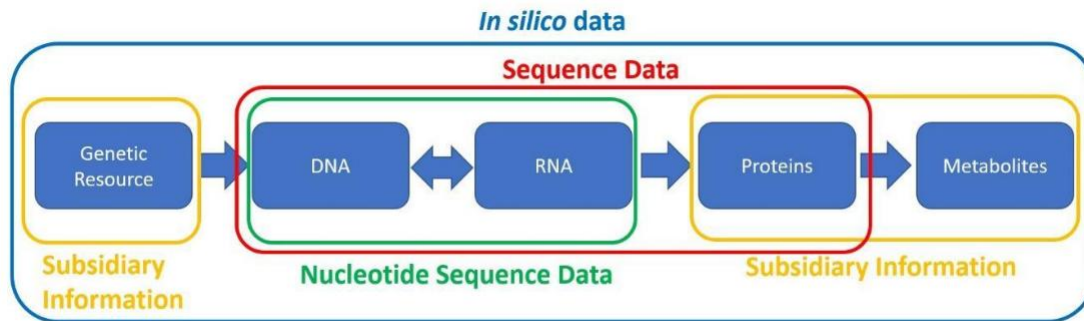 In silico data
Sequence Data
Genetic
Resource
DNA
RNA
Proteins
Metabolites
Subsidiary
Information
Nucleotide Sequence Data
Subsidiary Information